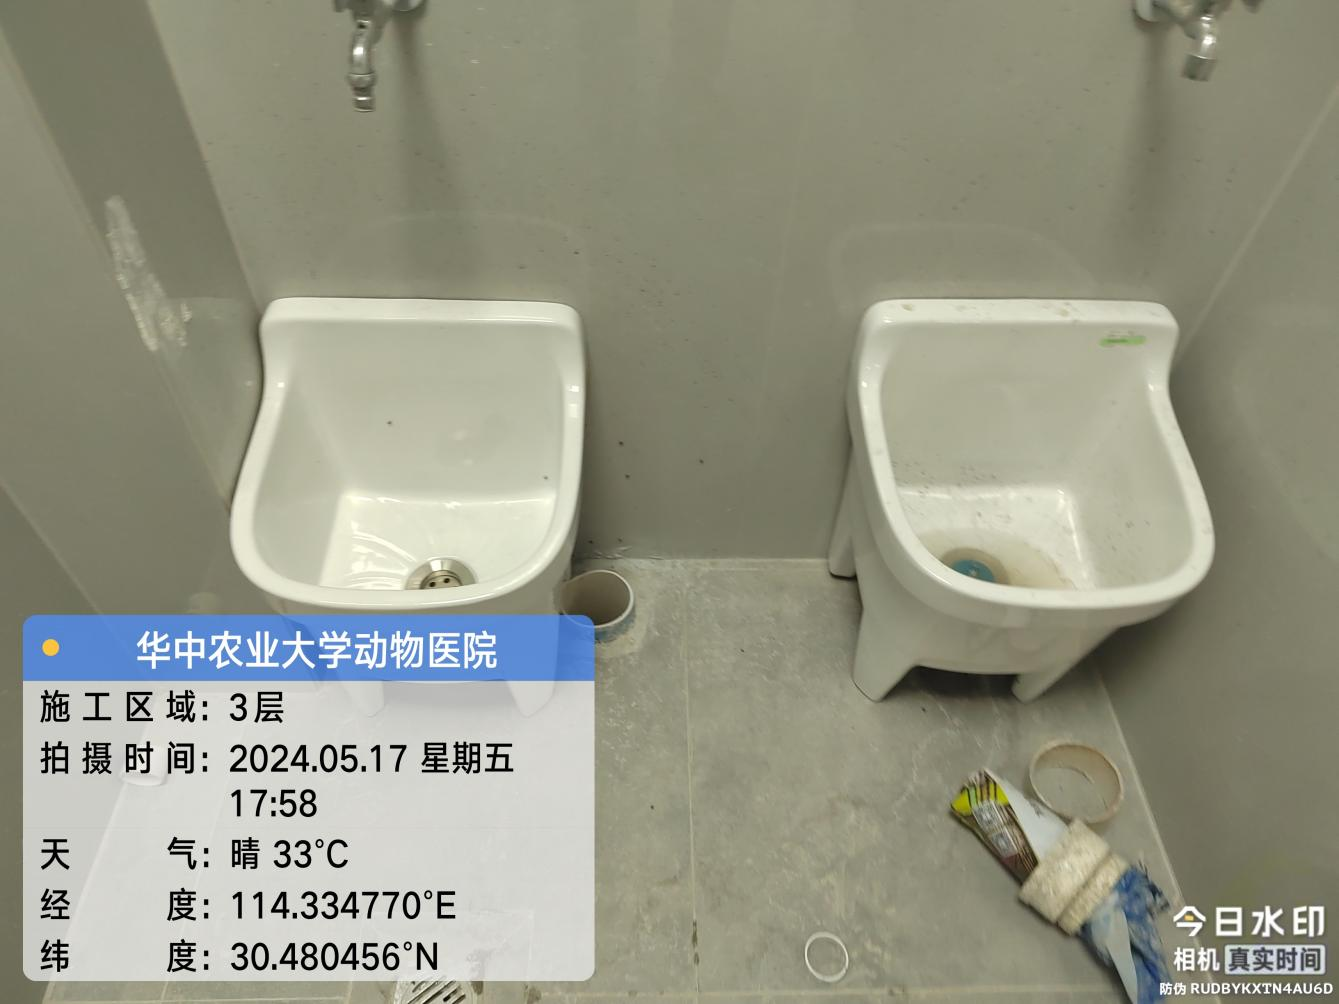 华中农业大学动物医院
施工区域：3层
拍摄时间：2024.05.17 星期五
17:58
天气：晴 33℃
经度：114.334770°E
纬度：30.480456°N
今日水印
相机 真实时间
防伪 RUDBYKXTN4AU6D